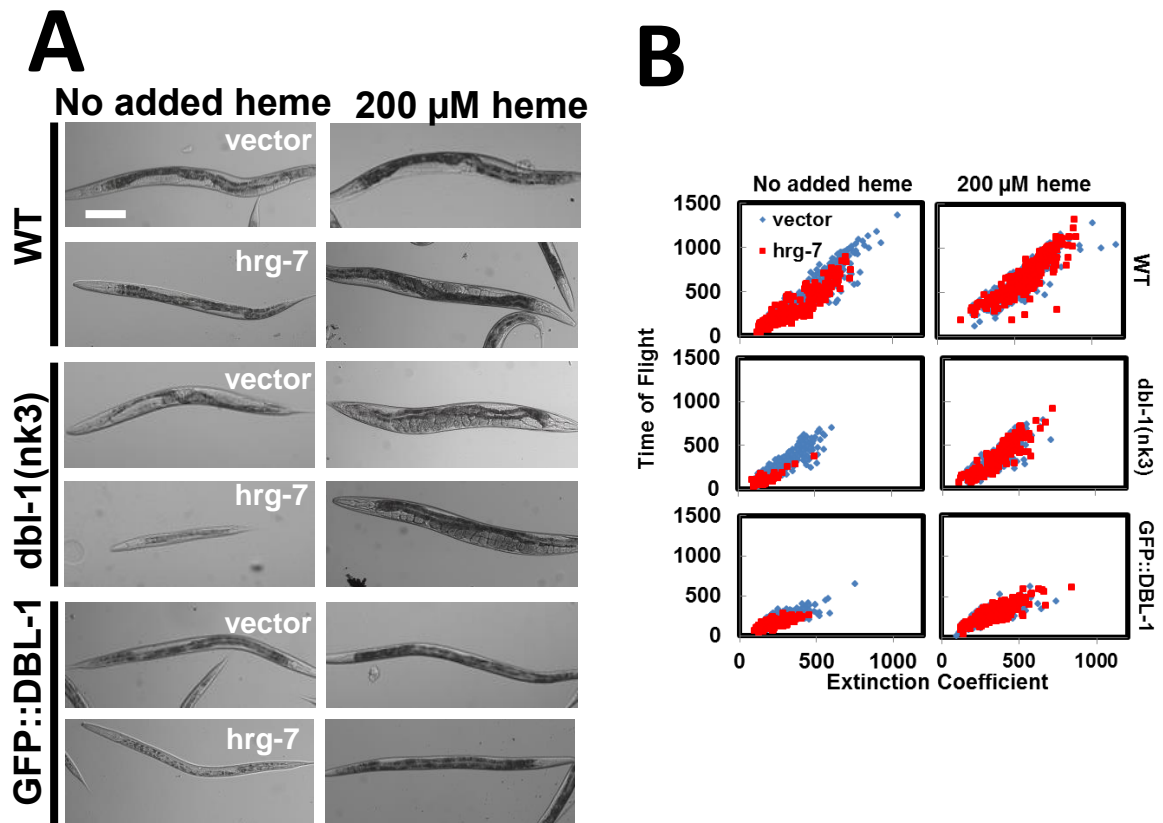 A
No added heme
200 µM heme
WT
vector
hrg-7
dbl-1(nk3)
vector
hrg-7
GFP::DBL-1
vector
hrg-7
B
No added heme
200 µM heme
Time of Flight
1500
1000
500
0
vector
hrg-7
WT
1500
1000
500
0
dbl-1(nk3)
1500
1000
500
0
GFP::DBL-1
0
500
1000
0
500
1000
Extinction Coefficient